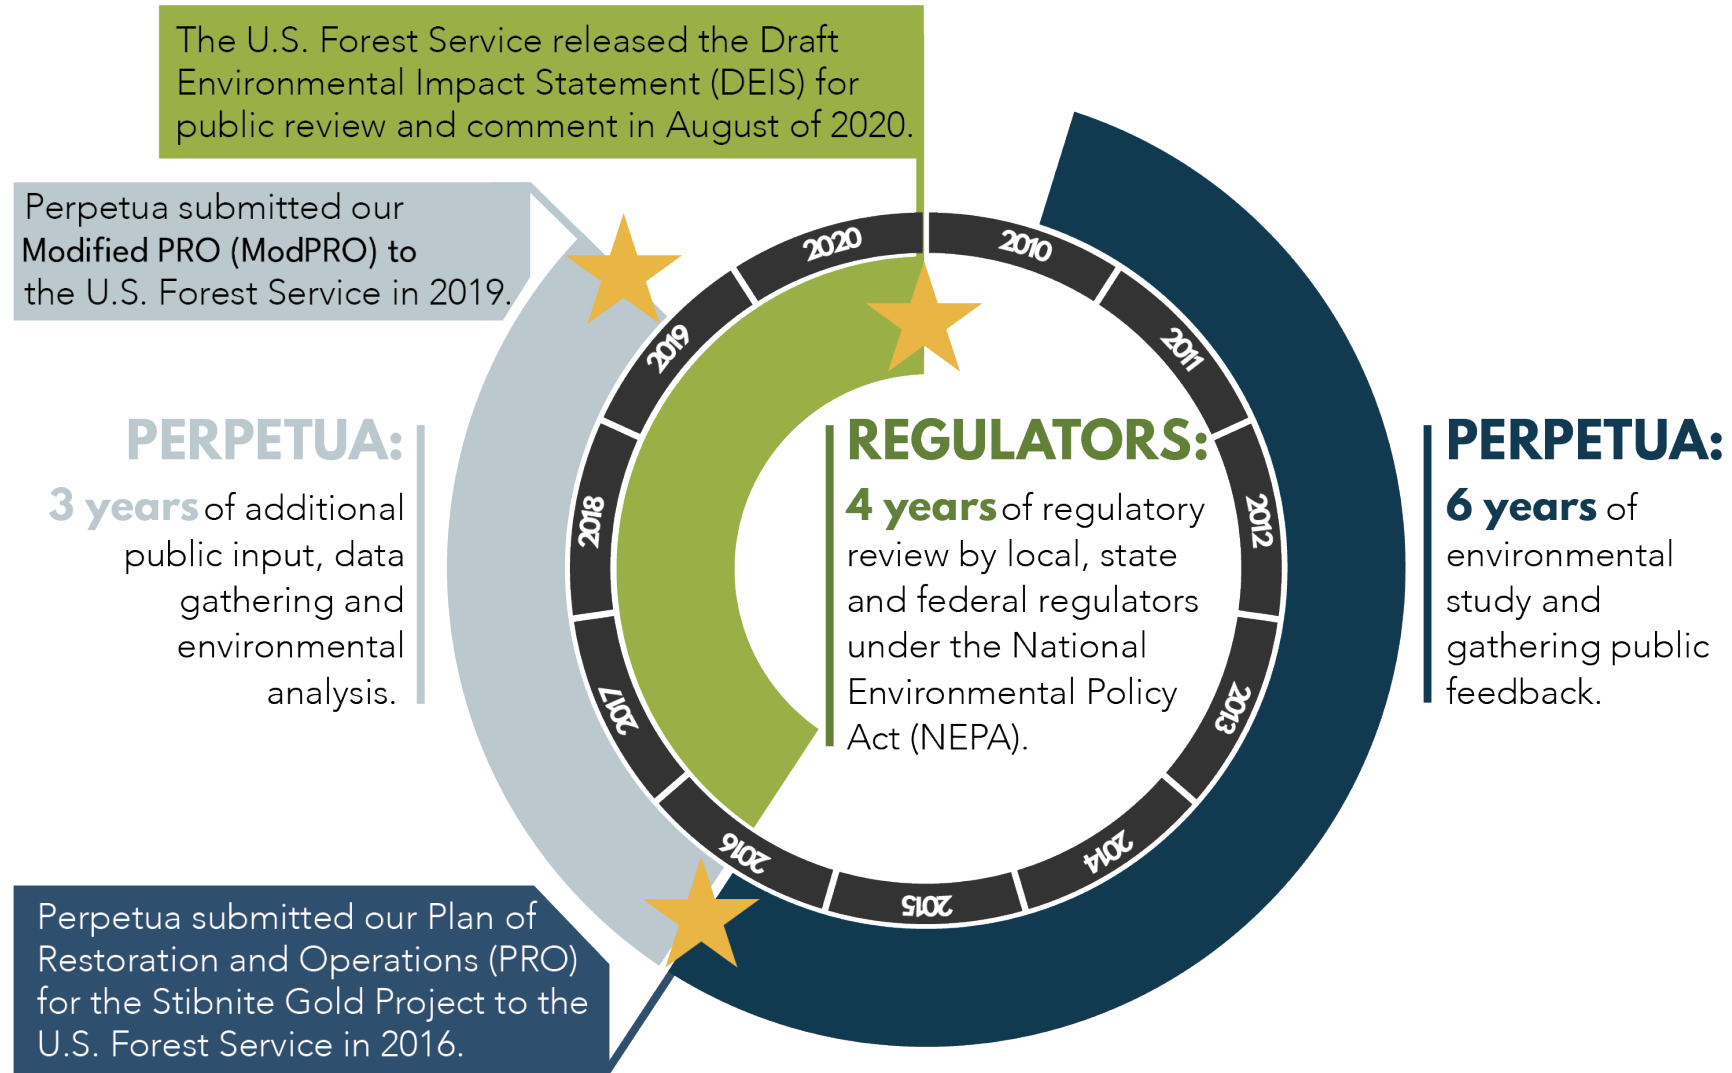 The U.S. Forest Service released the Draft
Environmental Impact Statement (DEIS) for
public review and comment in August of 2020.
Perpetua submitted our
Modified PRO (ModPRO) to
the U.S. Forest Service in 2019.
2010
2011
2012
2013
2014
2015
2016
2017
2018
2019
2020
PERPETUA:
3 years of additional
public input, data
gathering and
environmental
analysis.
REGULATORS:
4 years of regulatory
review by local, state
and federal regulators
under the National
Environmental Policy
Act (NEPA).
PERPETUA:
6 years of
environmental
study and
gathering public
feedback.
Perpetua submitted our Plan of
Restoration and Operations (PRO)
for the Stibnite Gold Project to the
U.S. Forest Service in 2016.